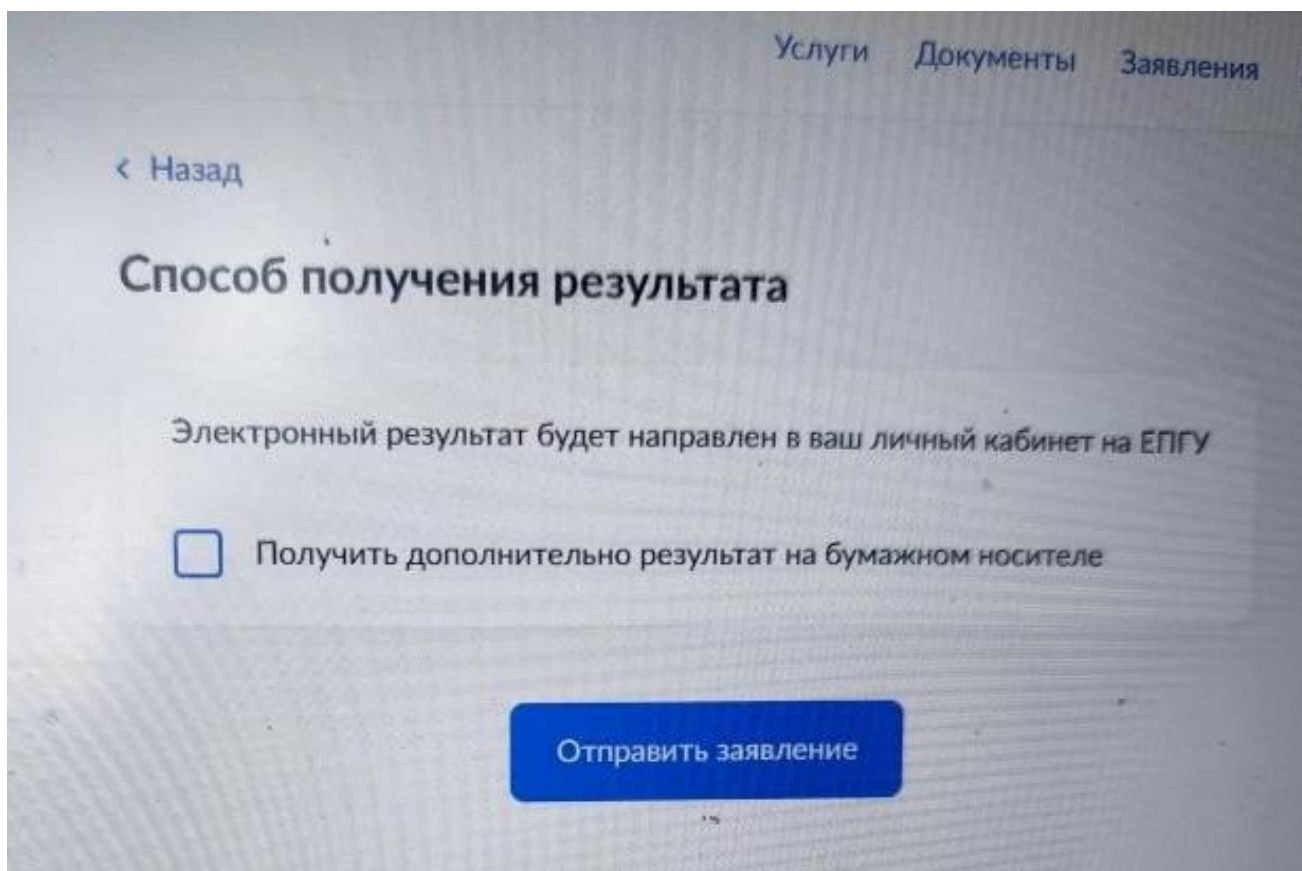 Услуги Документы Заявления
< Назад
Способ получения результата
Электронный результат будет направлен в ваш личный кабинет на ЕПГУ
Получить дополнительно результат на бумажном носителе
Отправить заявление